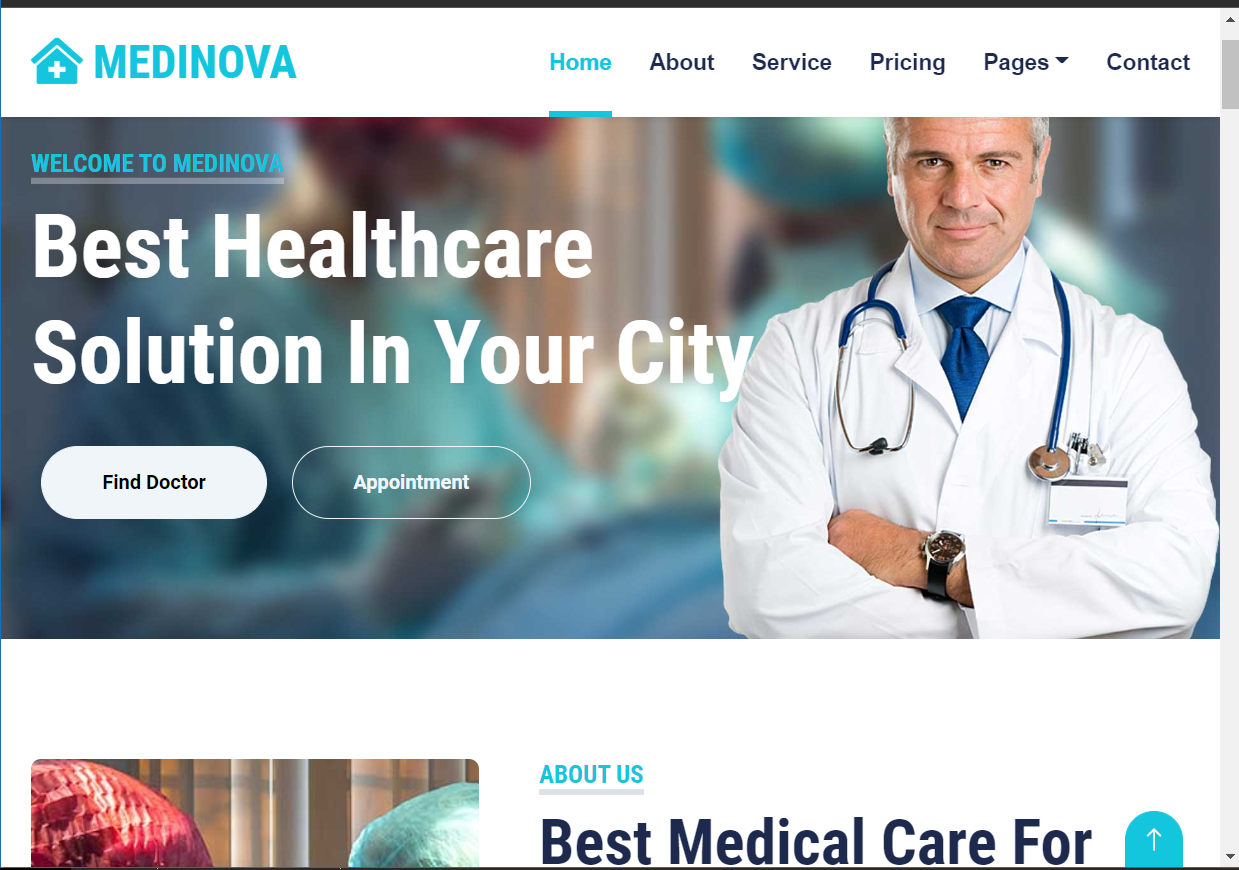 MEDINOVA
Home About Service Pricing Pages Contact
WELCOME TO MEDINOVA
Best Healthcare
Solution In Your City
Find Doctor Appointment
ABOUT US
Best Medical Care For